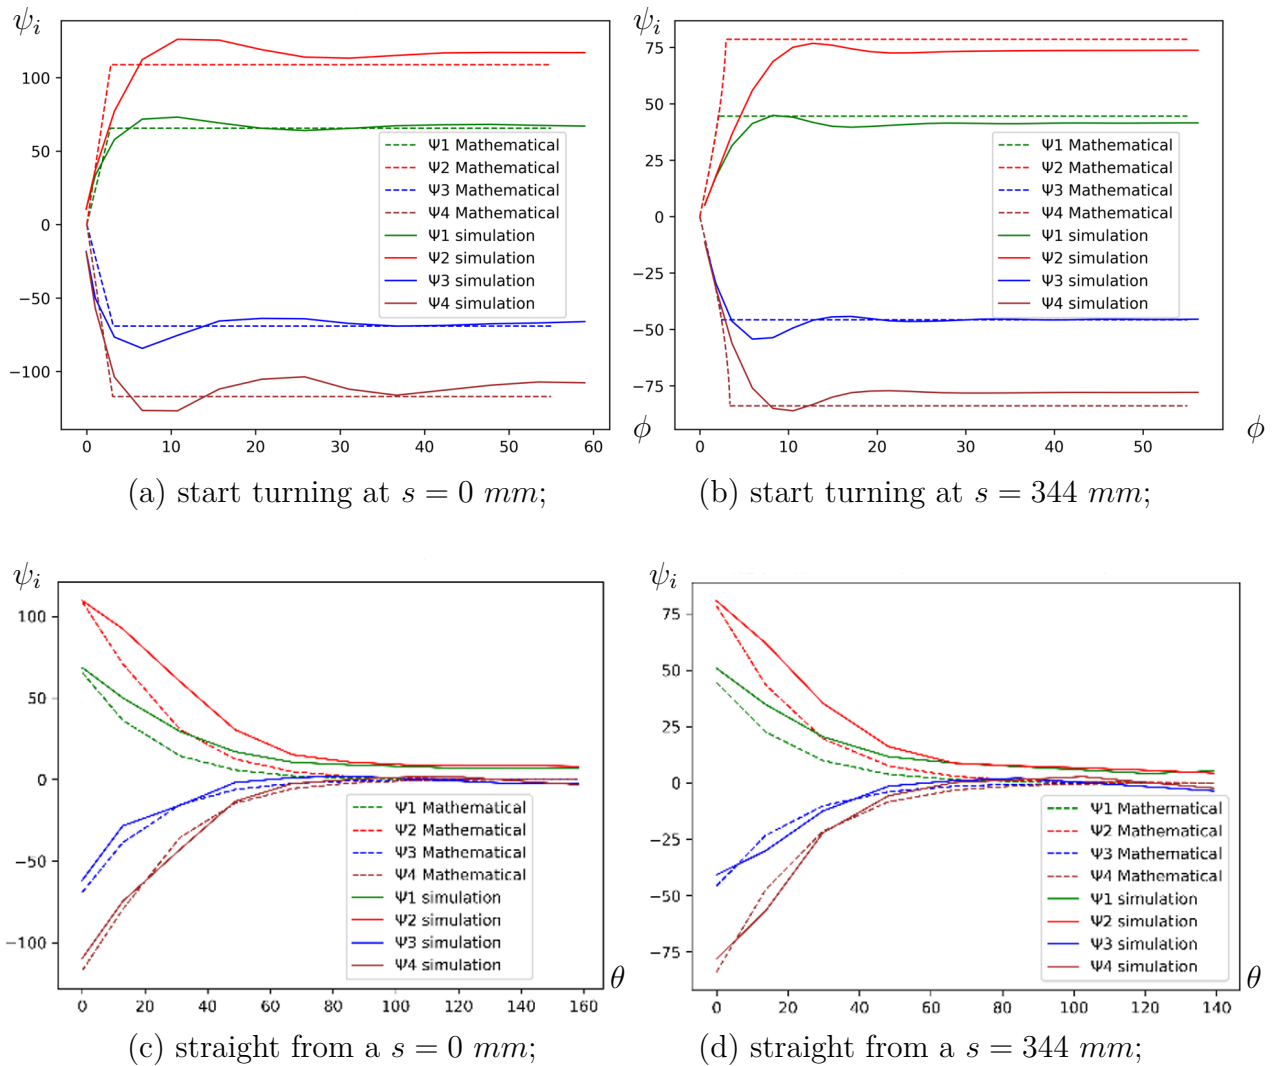 ψi
100
50
0
−50
−100
0 10 20 30 40 50 60
Ψ1 Mathematical
Ψ2 Mathematical
Ψ3 Mathematical
Ψ4 Mathematical
Ψ1 simulation
Ψ2 simulation
Ψ3 simulation
Ψ4 simulation
ϕ
(a) start turning at s = 0 mm;
ψi
75
50
25
0
−25
−50
−75
0 10 20 30 40 50
Ψ1 Mathematical
Ψ2 Mathematical
Ψ3 Mathematical
Ψ4 Mathematical
Ψ1 simulation
Ψ2 simulation
Ψ3 simulation
Ψ4 simulation
ϕ
(b) start turning at s = 344 mm;
ψi
100
50
0
−50
−100
0 20 40 60 80 100 120 140 160
Ψ1 Mathematical
Ψ2 Mathematical
Ψ3 Mathematical
Ψ4 Mathematical
Ψ1 simulation
Ψ2 simulation
Ψ3 simulation
Ψ4 simulation
θ
(c) straight from a s = 0 mm;
ψi
75
50
25
0
−25
−50
−75
0 20 40 60 80 100 120 140
Ψ1 Mathematical
Ψ2 Mathematical
Ψ3 Mathematical
Ψ4 Mathematical
Ψ1 simulation
Ψ2 simulation
Ψ3 simulation
Ψ4 simulation
θ
(d) straight from a s = 344 mm;